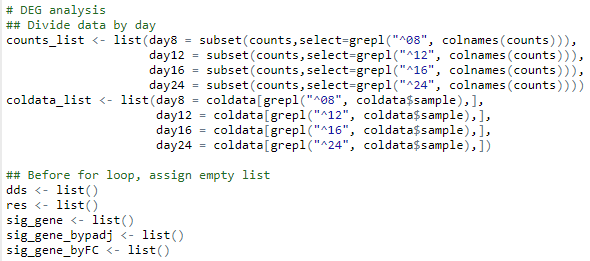 # DEG analysis
## Divide data by day
counts_list <- list(day8 = subset(counts,select=grepl("^08", colnames(counts))),
day12 = subset(counts,select=grepl("^12", colnames(counts))),
day16 = subset(counts,select=grepl("^16", colnames(counts))),
day24 = subset(counts,select=grepl("^24", colnames(counts))))
coldata_list <- list(day8 = coldata[grepl("^08", coldata$sample),],
day12 = coldata[grepl("^12", coldata$sample),],
day16 = coldata[grepl("^16", coldata$sample),],
day24 = coldata[grepl("^24", coldata$sample),])
## Before for loop, assign empty list
dds <- list()
res <- list()
sig_gene <- list()
sig_gene_bypadj <- list()
sig_gene_byFC <- list()